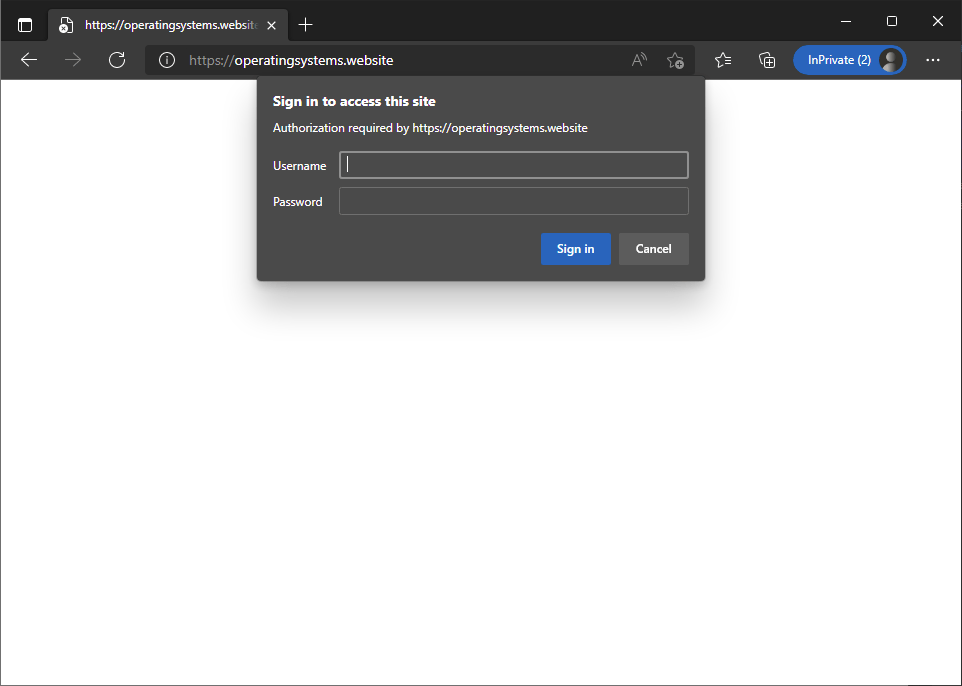 https://operatingsystems.website
https://operatingsystems.website
InPrivate (2)
Sign in to access this site
Authorization required by https://operatingsystems.website
Username
Password
Sign in
Cancel